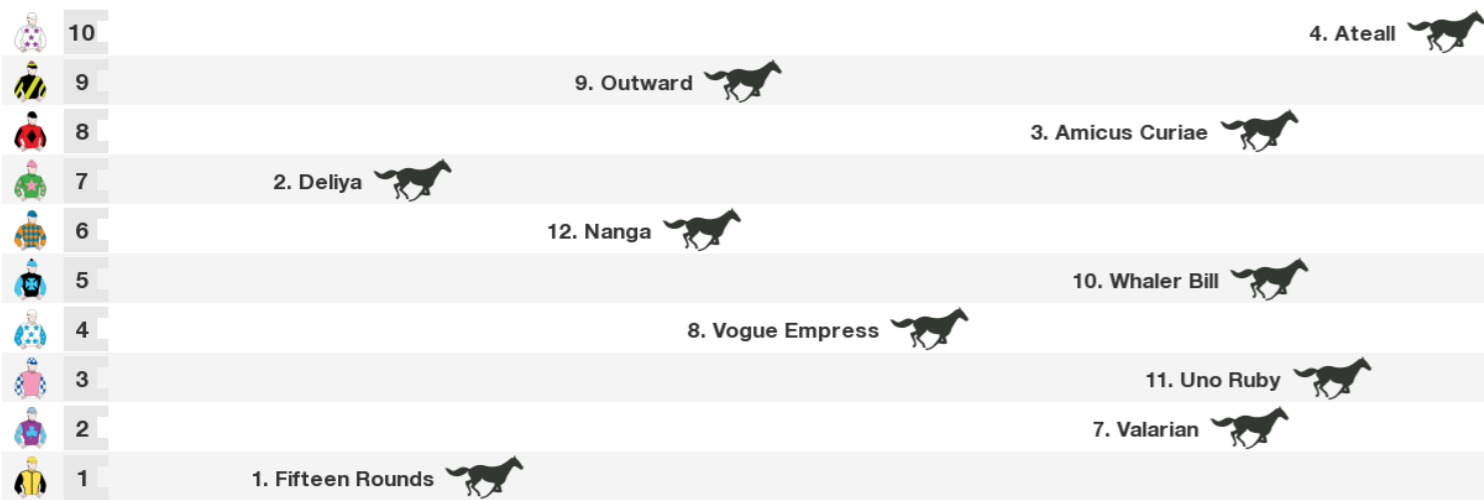 10 4. Ateall
9 9. Outward
8 3. Amicus Curiae
7 2. Deliya
6 12. Nanga
5 10. Whaler Bill
4 8. Vogue Empress
3 11. Uno Ruby
2 7. Valarian
1 1. Fifteen Rounds